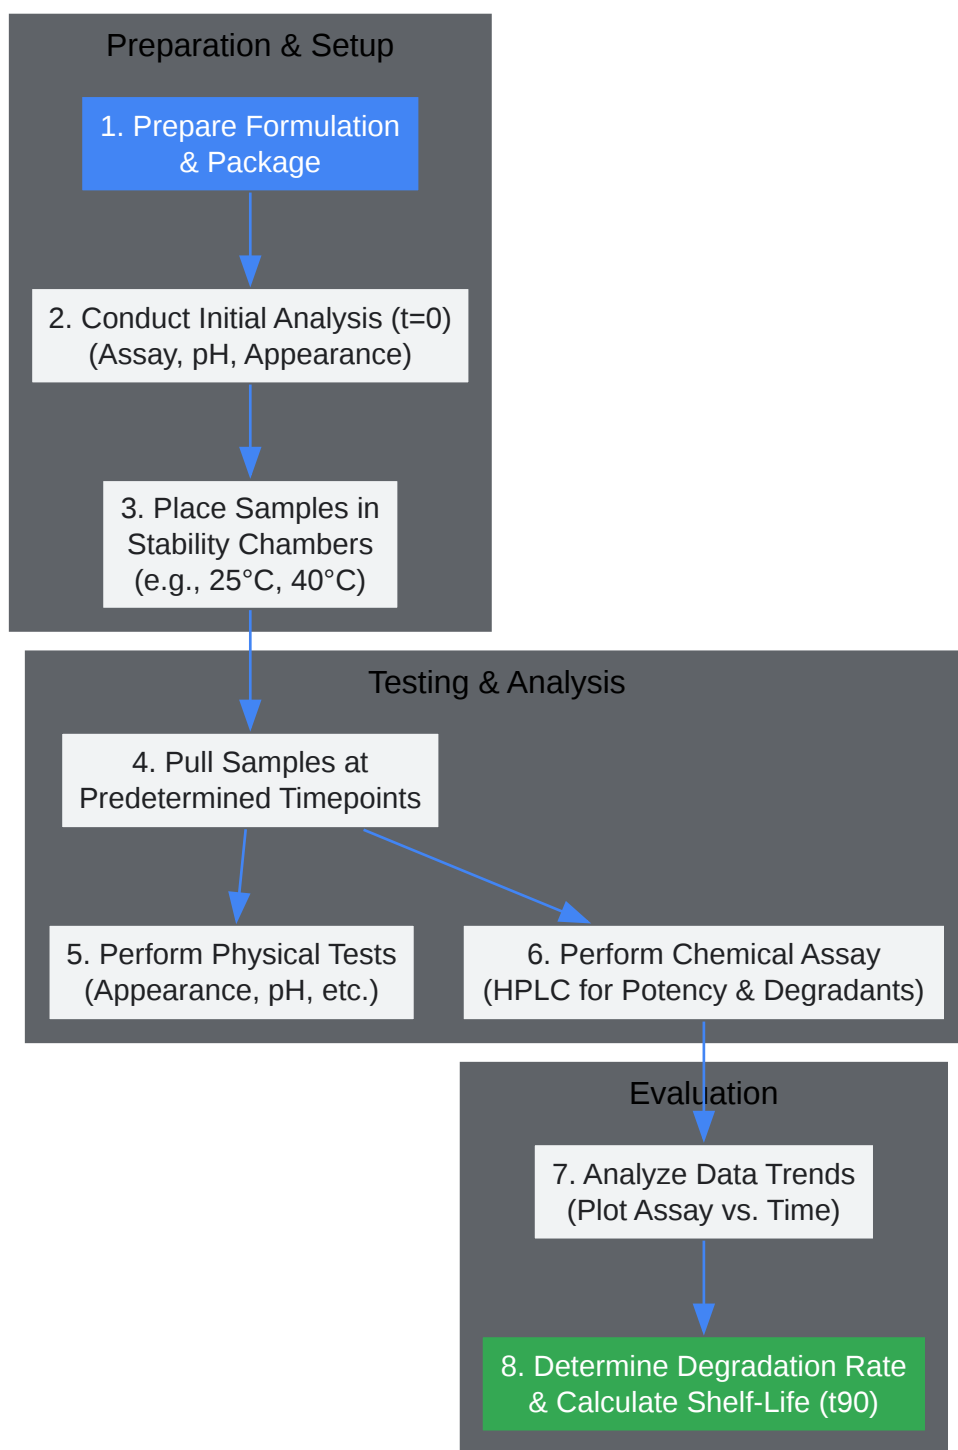 Preparation & Setup
1. Prepare Formulation
& Package
2. Conduct Initial Analysis (t=0)
(Assay, pH, Appearance)
3. Place Samples in
Stability Chambers
(e.g., 25°C, 40°C)
Testing & Analysis
4. Pull Samples at
Predetermined Timepoints
5. Perform Physical Tests
(Appearance, pH, etc.)
6. Perform Chemical Assay
(HPLC for Potency & Degradants)
Evaluation
7. Analyze Data Trends
(Plot Assay vs. Time)
8. Determine Degradation Rate
& Calculate Shelf-Life (t90)